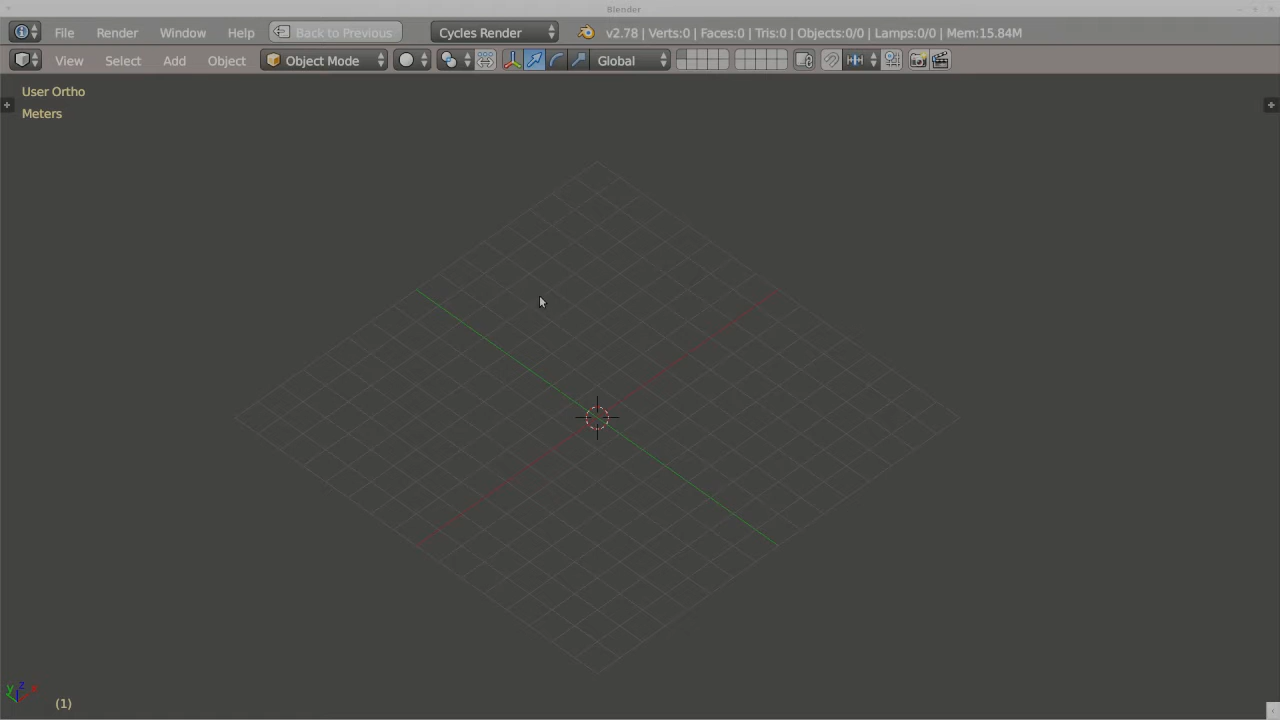 Blender
File Render Window Help Back to Previous Cycles Render v2.78 | Verts:0 | Faces:0 | Tris:0 | Objects:0/0 | Lamps:0/0 | Mem:15.84M
View Select Add Object Object Mode Global
User Ortho
Meters
y z x
(1)